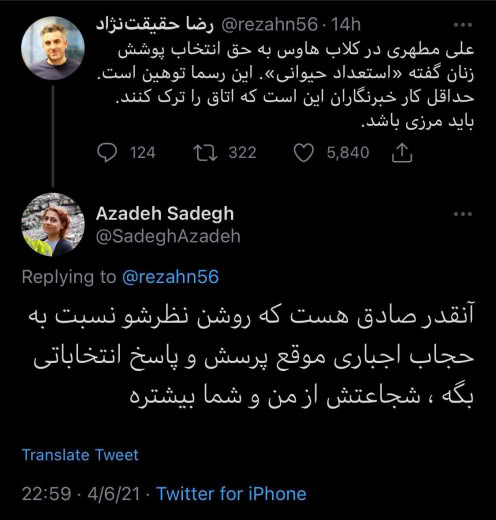 رضا حقیقت‌نژاد @rezahn56 · 14h
علی مطهری در کلاب هاوس به حق انتخاب پوشش
زنان گفته «استعداد حیوانی». این رسما توهین است.
حداقل کار خبرنگاران این است که اتاق را ترک کنند.
باید مرزی باشد.
124 322 5,840
Azadeh Sadegh
@SadeghAzadeh
Replying to @rezahn56
آنقدر صادق هست که روشن نظرشو نسبت به
حجاب اجباری موقع پرسش و پاسخ انتخاباتی
بگه ، شجاعتش از من و شما بیشتره
Translate Tweet
22:59 · 4/6/21 · Twitter for iPhone